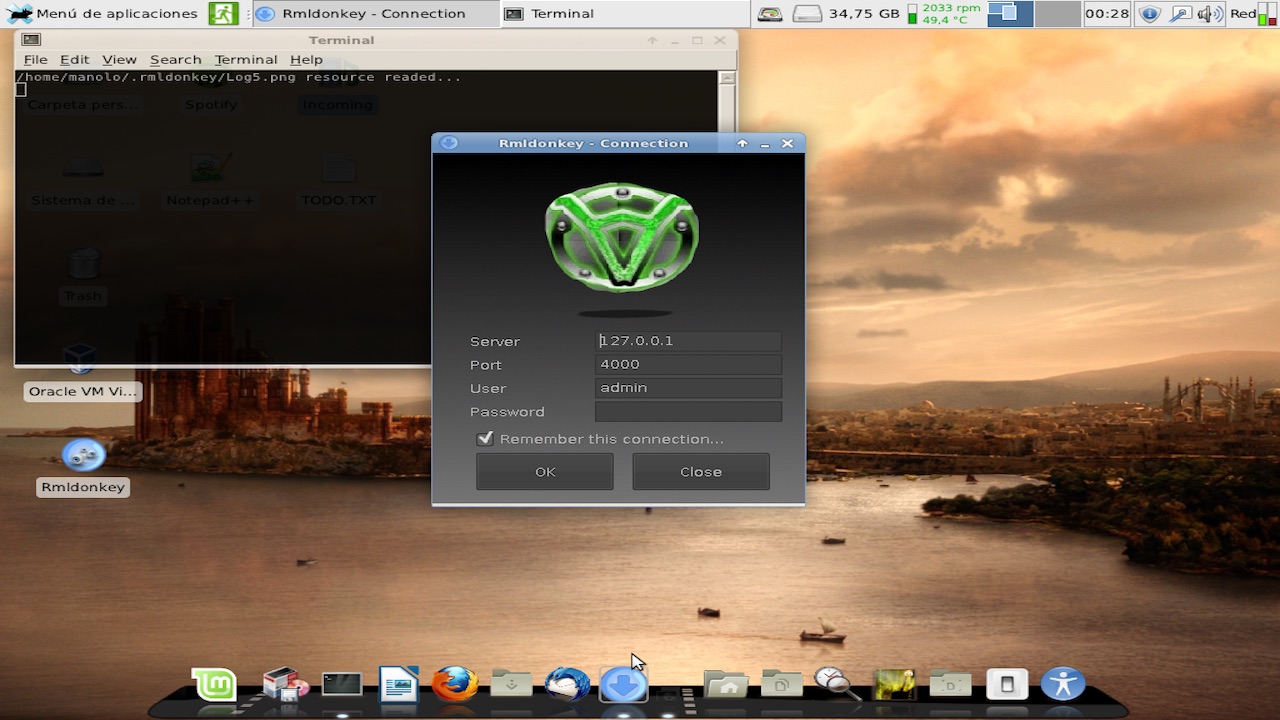 Menú de aplicaciones
Rmldonkey - Connectio
Terminal
34,75 GB
2033 rpm
49,4 °C
00:28
Red
Terminal
File Edit View Search Terminal Help
/home/manolo/.rmldonkey/Log5.png resource readed...
Carpeta pers...
Spotify
Incoming
Sistema de ...
Notepad++
TODO.TXT
Trash
Oracle VM Vi...
Rmldonkey
Rmldonkey - Connection
Server 127.0.0.1
Port 4000
User admin
Password
Remember this connection...
OK Close